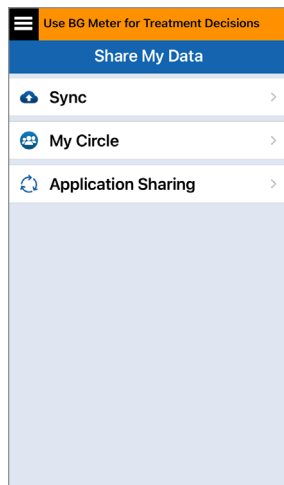 Use BG Meter for Treatment Decisions
Share My Data
Sync
My Circle
Application Sharing